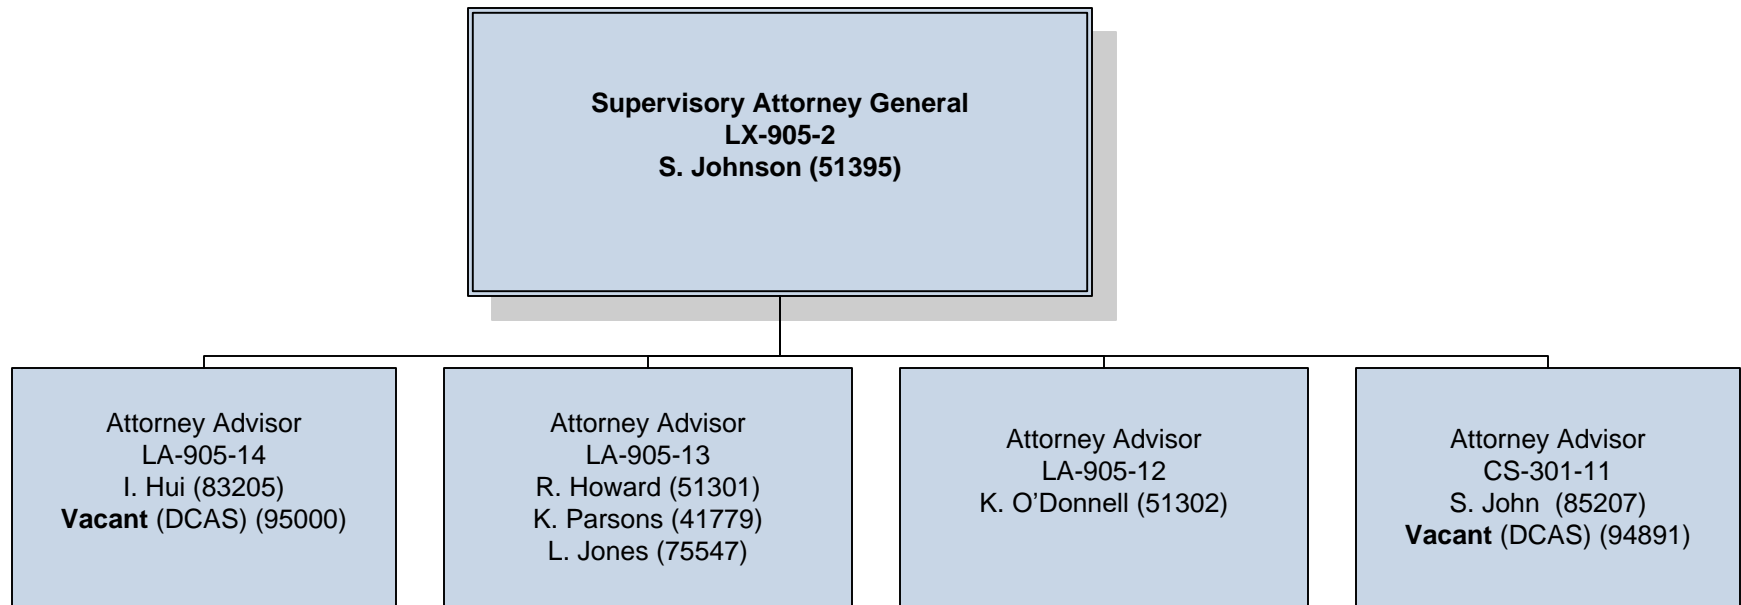 Supervisory Attorney General
LX-905-2
S. Johnson (51395)
Attorney Advisor
LA-905-14
I. Hui (83205)
Vacant (DCAS) (95000)
Attorney Advisor
LA-905-13
R. Howard (51301)
K. Parsons (41779)
L. Jones (75547)
Attorney Advisor
LA-905-12
K. O’Donnell (51302)
Attorney Advisor
CS-301-11
S. John  (85207)
Vacant (DCAS) (94891)